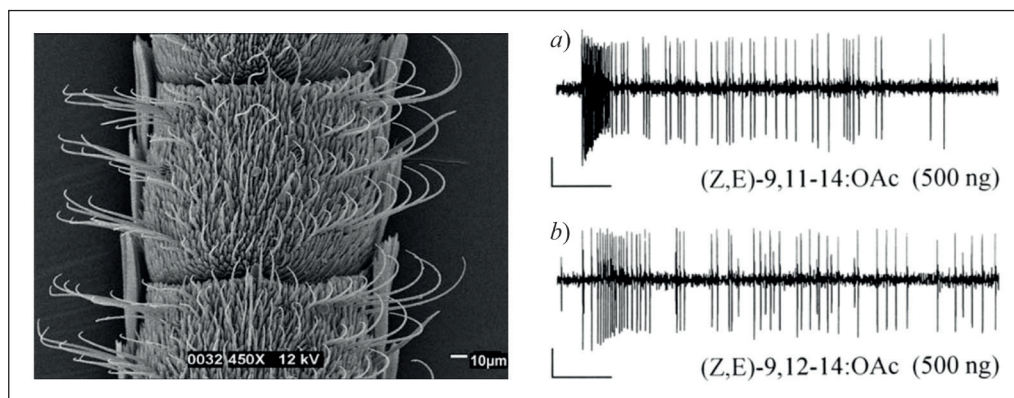 0032 450X 12 kV
10μm
a)
(Z,E)-9,11-14:OAc (500 ng)
b)
(Z,E)-9,12-14:OAc (500 ng)